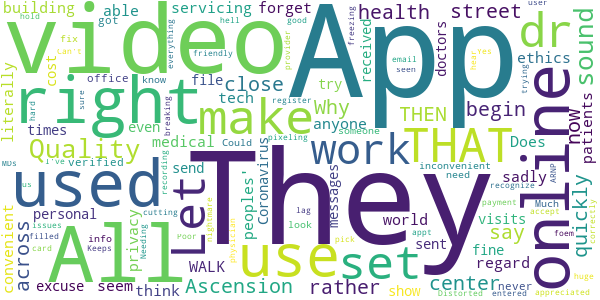 building
able
servicing
forget
health
street
dr
sound
hold
got
hell
user
video
App
freezing
Can't
fix
everything
friendly
provider
cost
office
know
file
close
received
email
seen
doctors
ethics
trying
hear
Yes
literally
right
make
tech
try
Why
register
good
THEN
begin
online
now
patients
hard
sure
times
even
breaking
anyone
Could
someone
pixeling
Does
Quality
medical
work
THAT
MDs
I've
verified
send
us
inconvenient
need
ARNP
used
Let
They
recording
Coronavirus
peoples'
messages
sadly
recognize
payment
quickly
convenient
across
personal
privacy
cutting
nightmare
lag
look
world
sent
visits
say
Much
accept
foem
correctly
issues
info
filled
card
Keeps
Needing
WALK
Poor
physician
use
set
appt
pick
fine
regard
center
never
huge
excuse
seem
think
All
Ascension
rather
show
Distorted
entered
appreciated